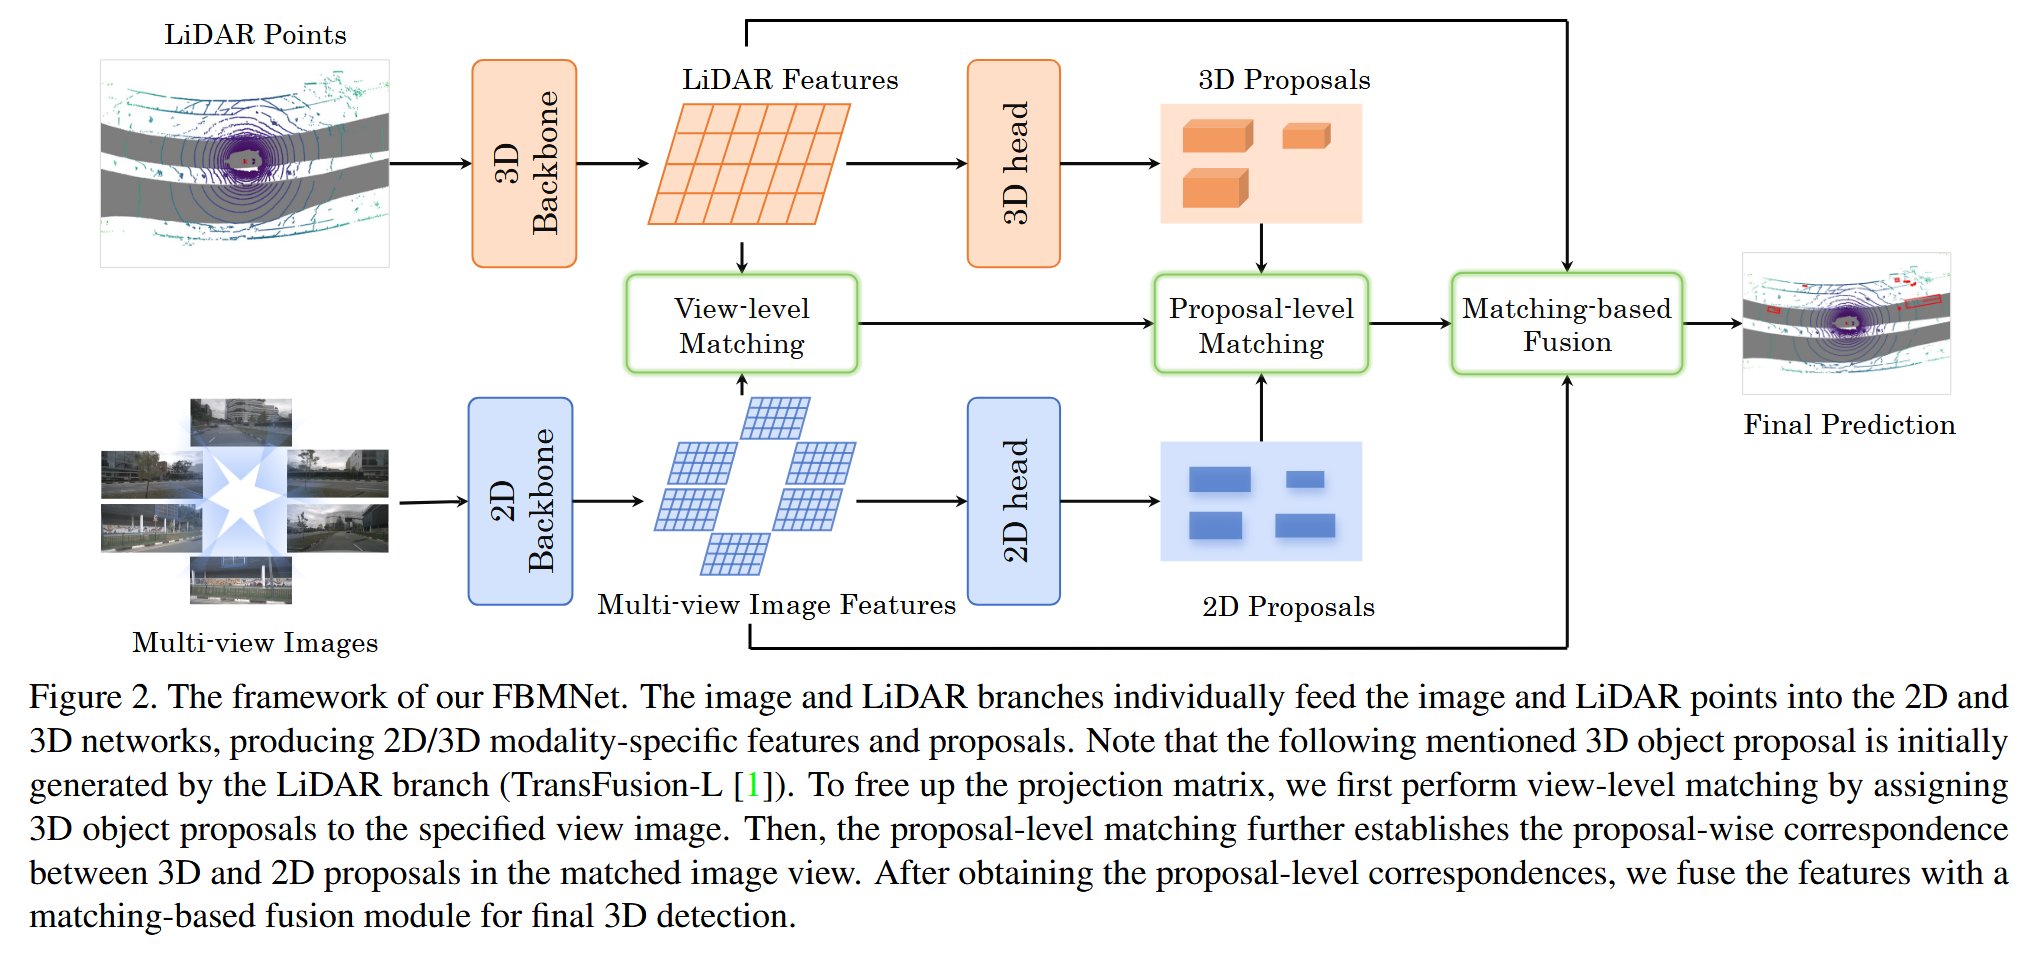 LiDAR Points
LiDAR Features
3D Proposals
3D
Backbone
3D head
View-level
Matching
Proposal-level
Matching
Matching-based
Fusion
Final Prediction
2D
Backbone
2D head
Multi-view Images
Multi-view Image Features
2D Proposals
Figure 2. The framework of our FBMNet. The image and LiDAR branches individually feed the image and LiDAR points into the 2D and
3D networks, producing 2D/3D modality-specific features and proposals. Note that the following mentioned 3D object proposal is initially
generated by the LiDAR branch (TransFusion-L [1]). To free up the projection matrix, we first perform view-level matching by assigning
3D object proposals to the specified view image. Then, the proposal-level matching further establishes the proposal-wise correspondence
between 3D and 2D proposals in the matched image view. After obtaining the proposal-level correspondences, we fuse the features with a
matching-based fusion module for final 3D detection.